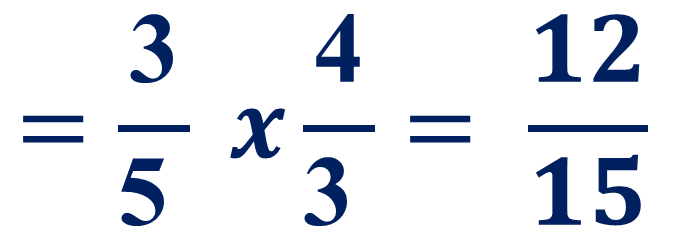 = 3/5 x 4/3 = 12/15